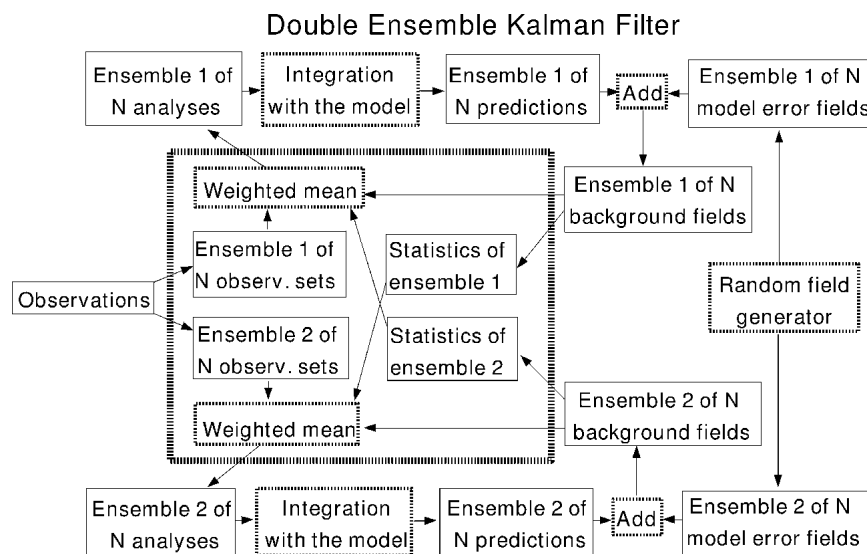 Double Ensemble Kalman Filter
Ensemble 1 of
N analyses
Integration
with the model
Ensemble 1 of
N predictions
Add
Ensemble 1 of N
model error fields
Weighted mean
Ensemble 1 of N
background fields
Ensemble 1 of
N observ. sets
Statistics of
ensemble 1
Observations
Random field
generator
Ensemble 2 of
N observ. sets
Statistics of
ensemble 2
Weighted mean
Ensemble 2 of N
background fields
Ensemble 2 of
N analyses
Integration
with the model
Ensemble 2 of
N predictions
Add
Ensemble 2 of N
model error fields